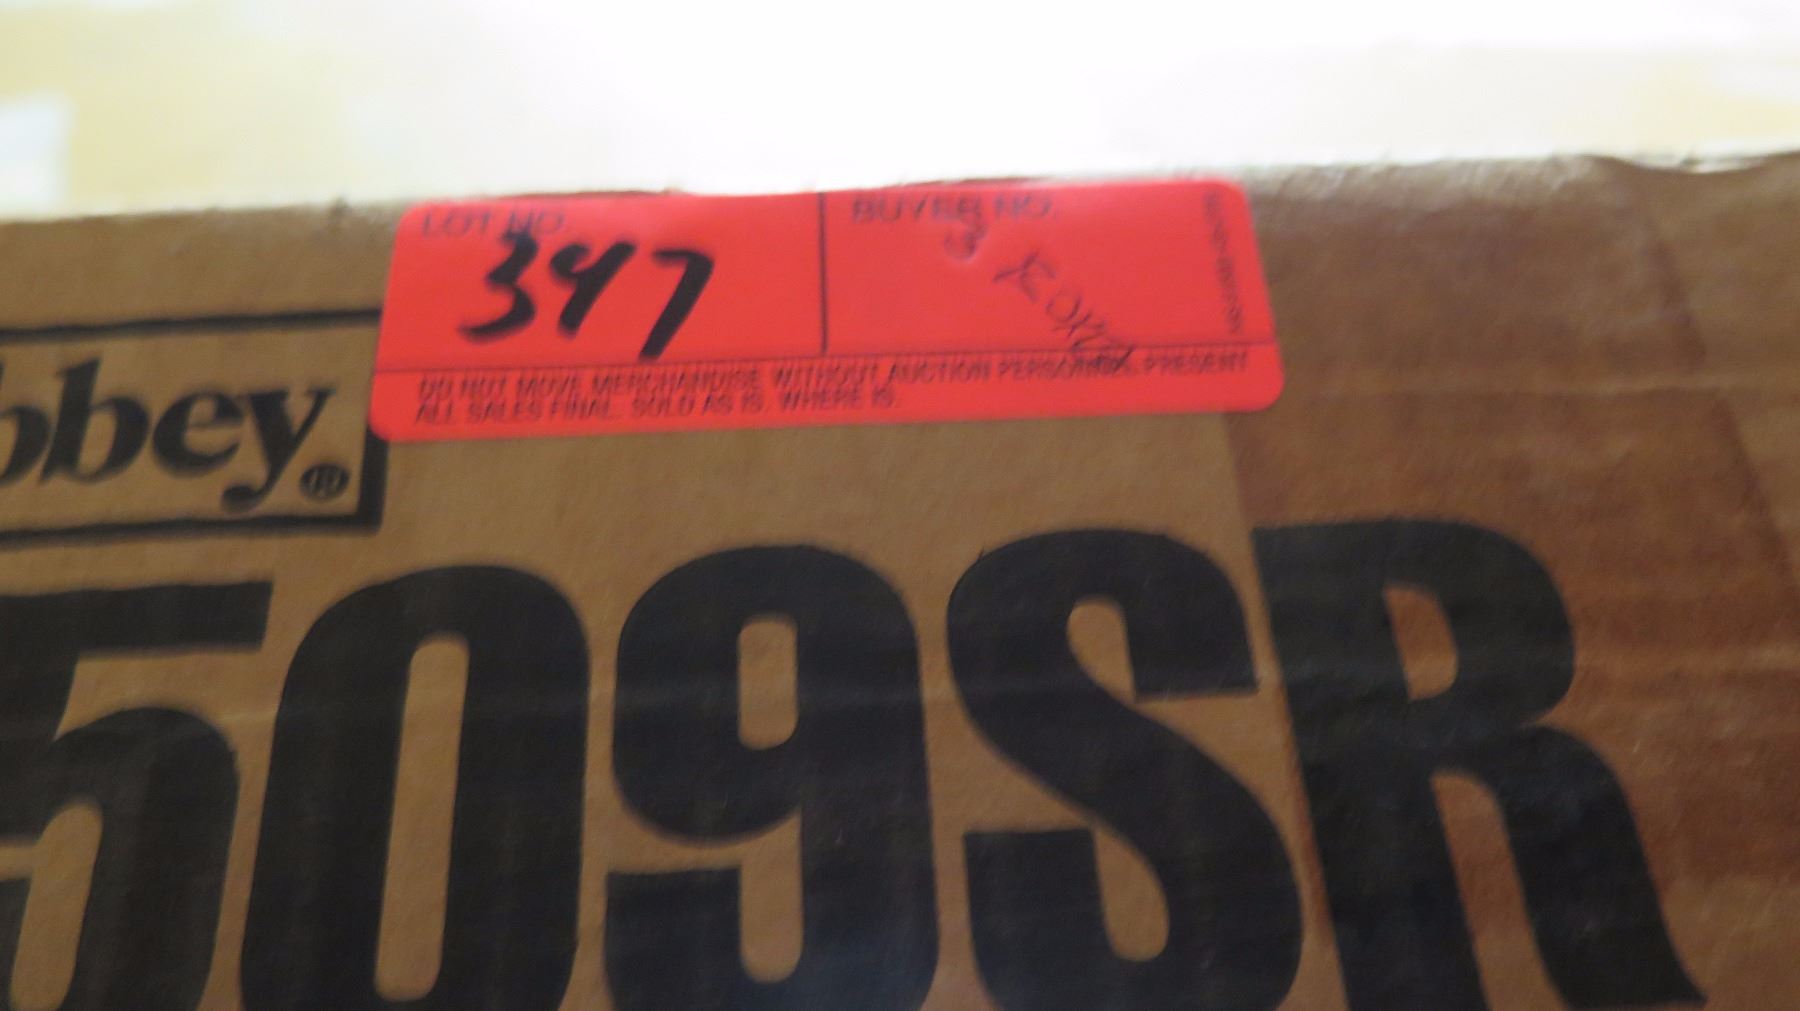 LOT NO.
347
BUYER NO.
DO NOT MOVE MERCHANDISE WITHOUT AUCTION PERSONNEL PRESENT
ALL SALES FINAL. SOLD AS IS. WHERE IS.
bbey®
509SR